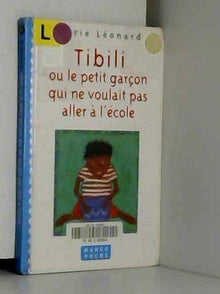 L
rie Léonard
Tibili
ou le petit garçon
qui ne voulait pas
aller à l'école
MANGO
POCHE